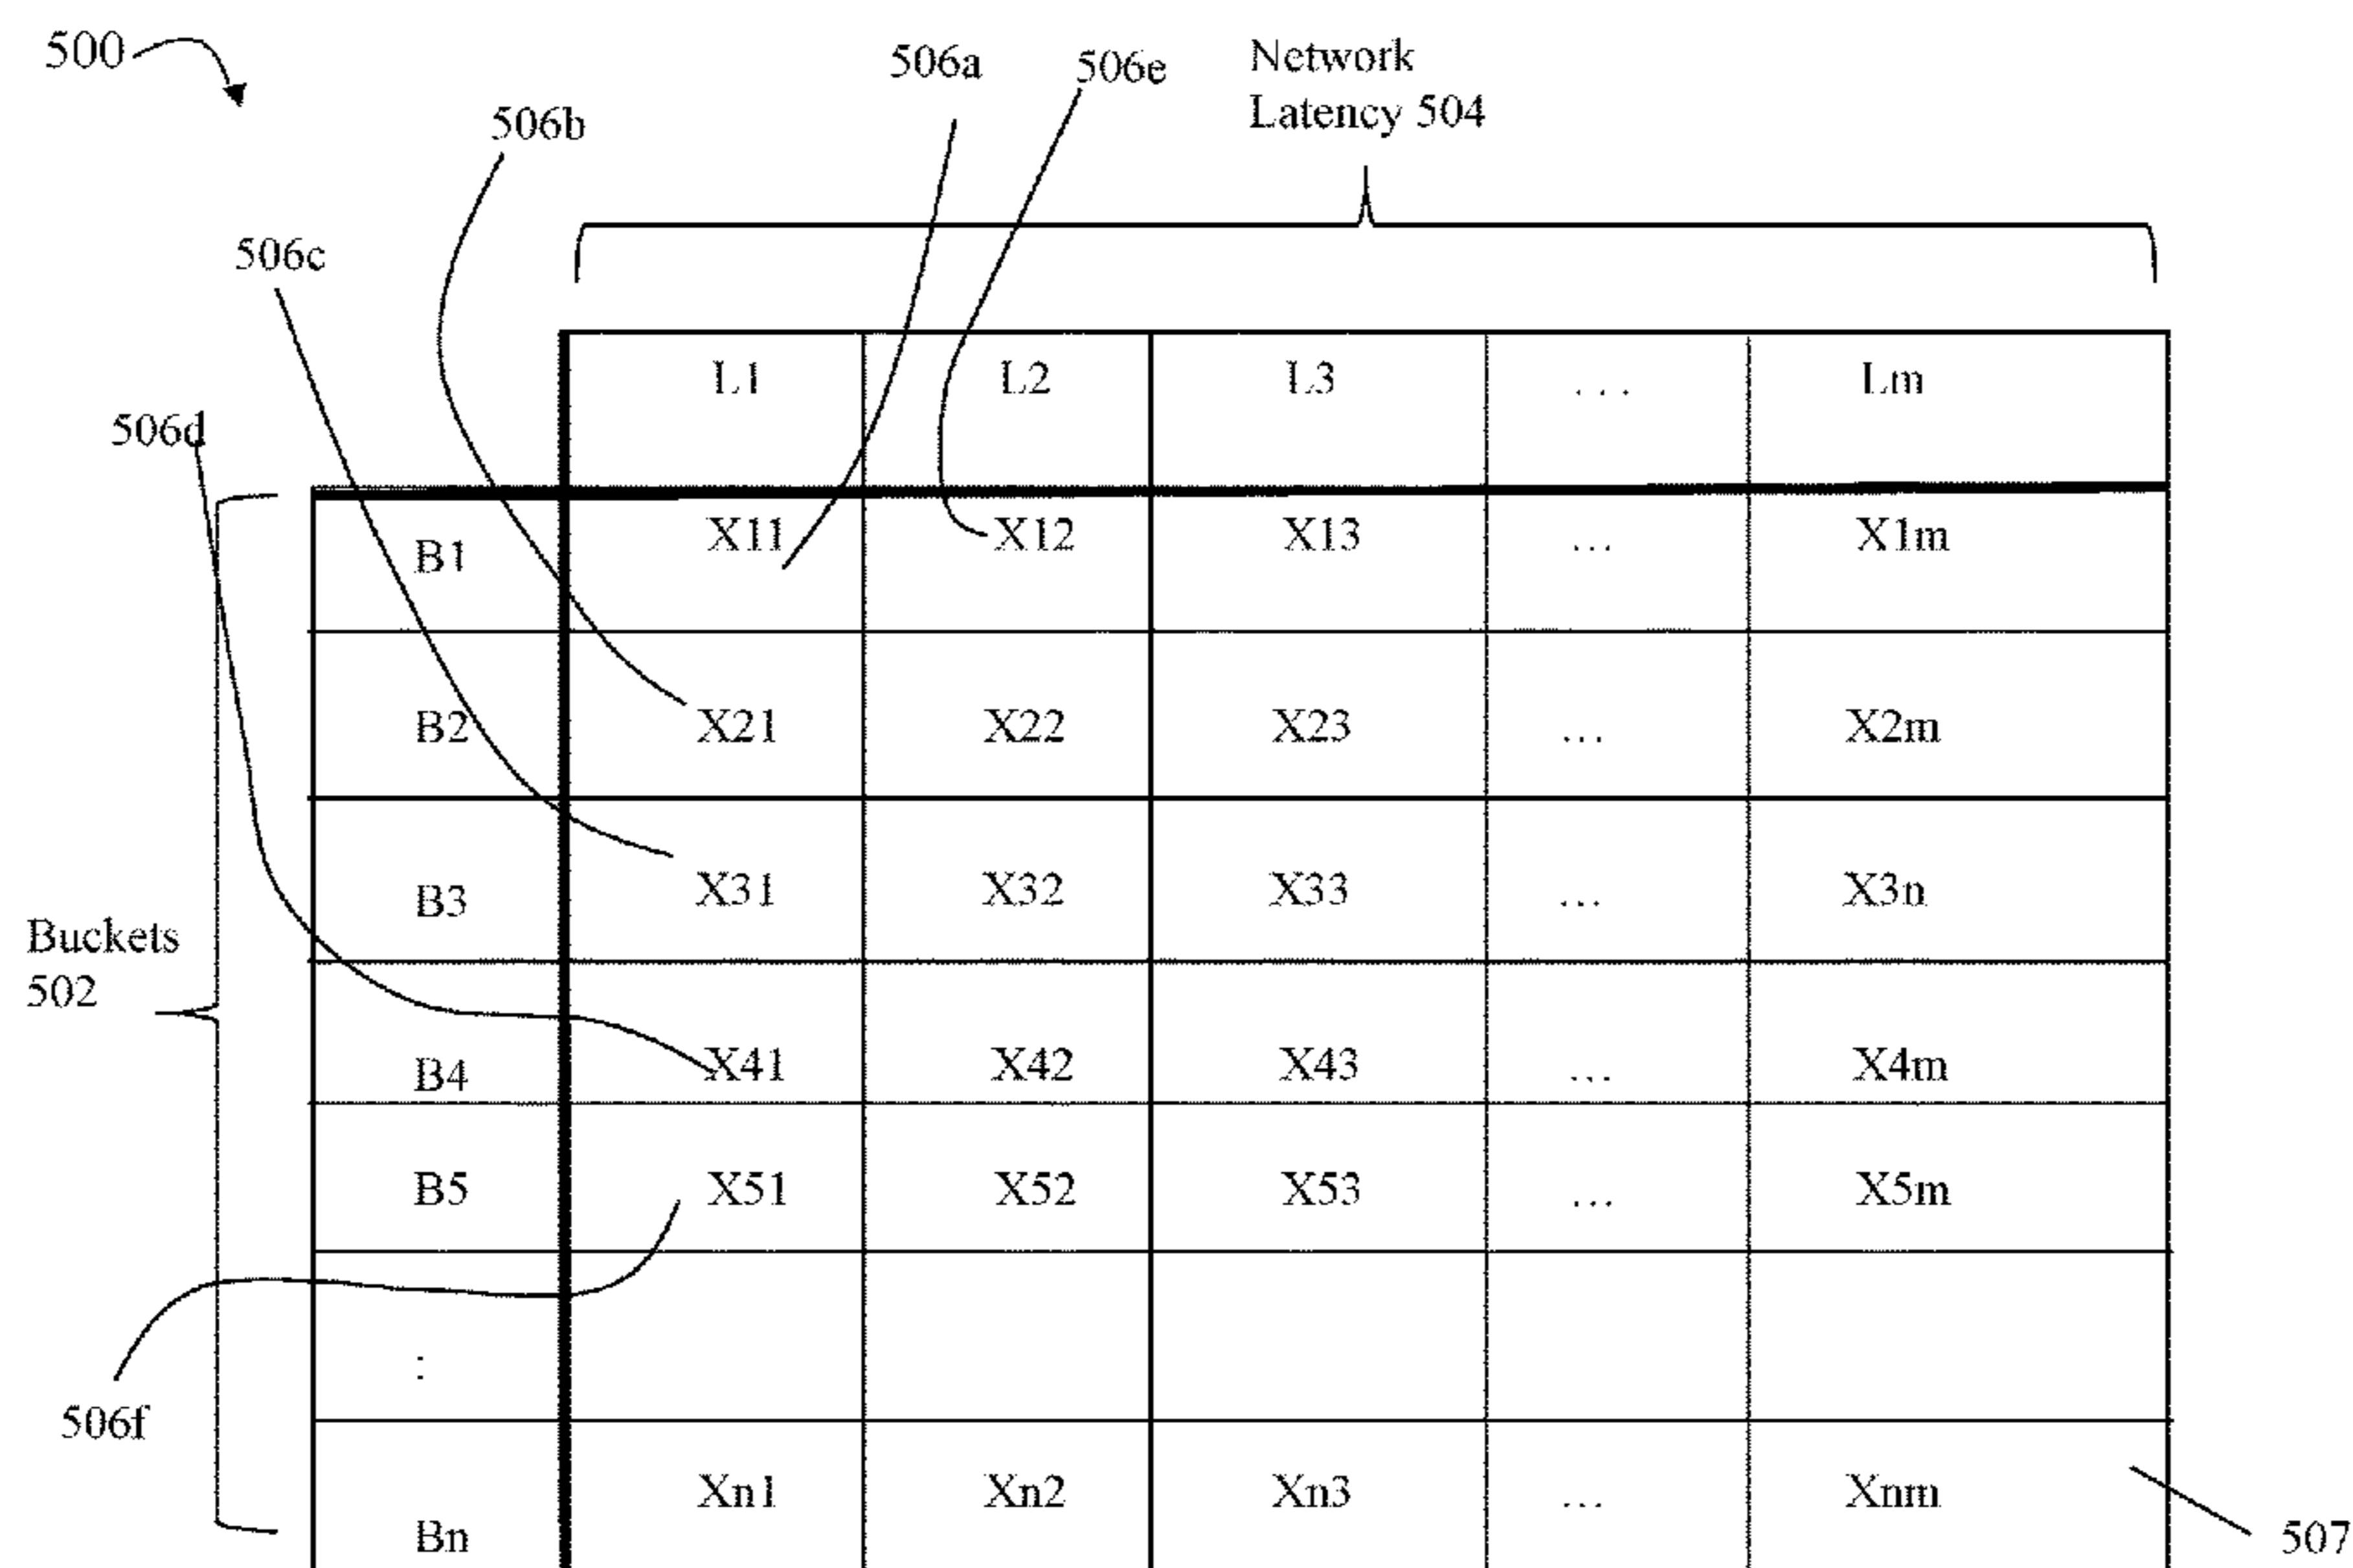 500
506a
506e
Network
Latency 504
506b
506c
506d
L1 L2 L3 ... Lm
B1 X11 X12 X13 ... X1m
B2 X21 X22 X23 ... X2m
B3 X31 X32 X33 ... X3n
Buckets
502
B4 X41 X42 X43 ... X4m
B5 X51 X52 X53 ... X5m
:
506f
Bn Xn1 Xn2 Xn3 ... Xnm
507